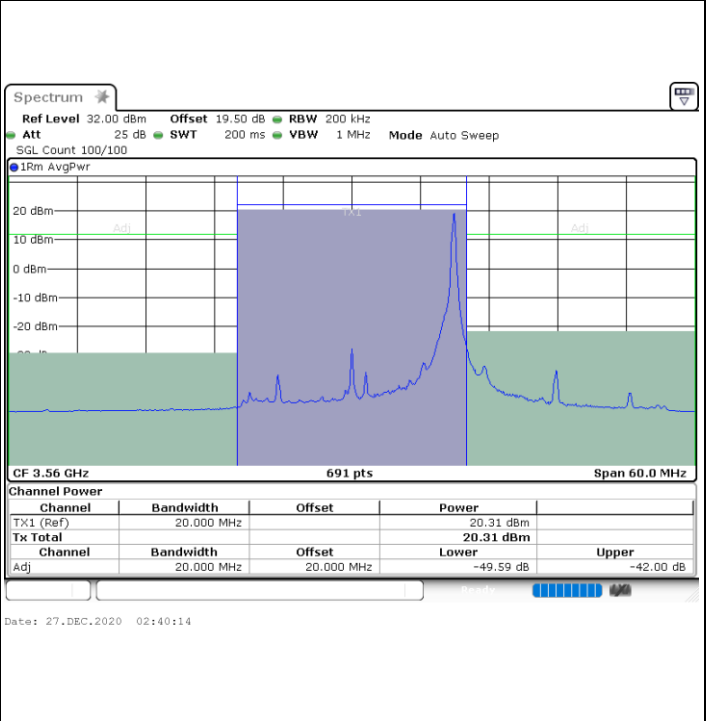 Spectrum
Ref Level 32.00 dBm Offset 19.50 dB RBW 200 kHz
Att 25 dB SWT 200 ms VBW 1 MHz Mode Auto Sweep
SGL Count 100/100
1Rm AvgPwr
20 dBm
TX1
Adj Adj
10 dBm
0 dBm
-10 dBm
-20 dBm
CF 3.56 GHz 691 pts Span 60.0 MHz
Channel Power
Channel Bandwidth Offset Power
TX1 (Ref) 20.000 MHz 20.31 dBm
Tx Total 20.31 dBm
Channel Bandwidth Offset Lower Upper
Adj 20.000 MHz 20.000 MHz -49.59 dB -42.00 dB
Ready
Date: 27.DEC.2020 02:40:14